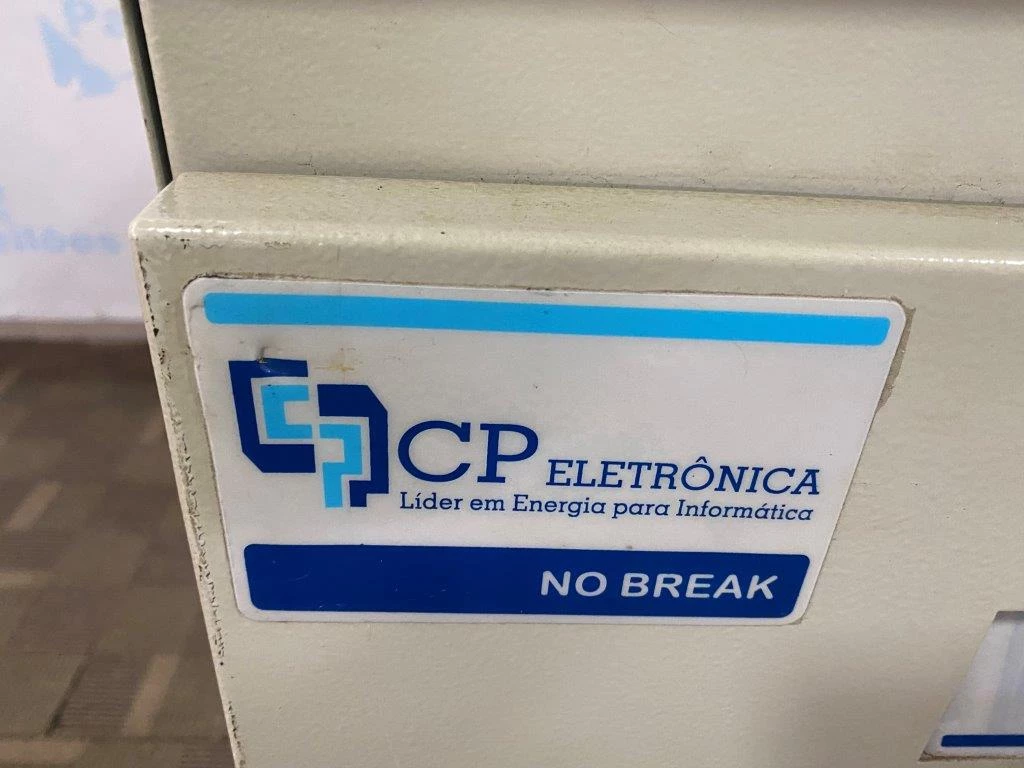 CP ELETRÔNICA
Líder em Energia para Informática
NO BREAK